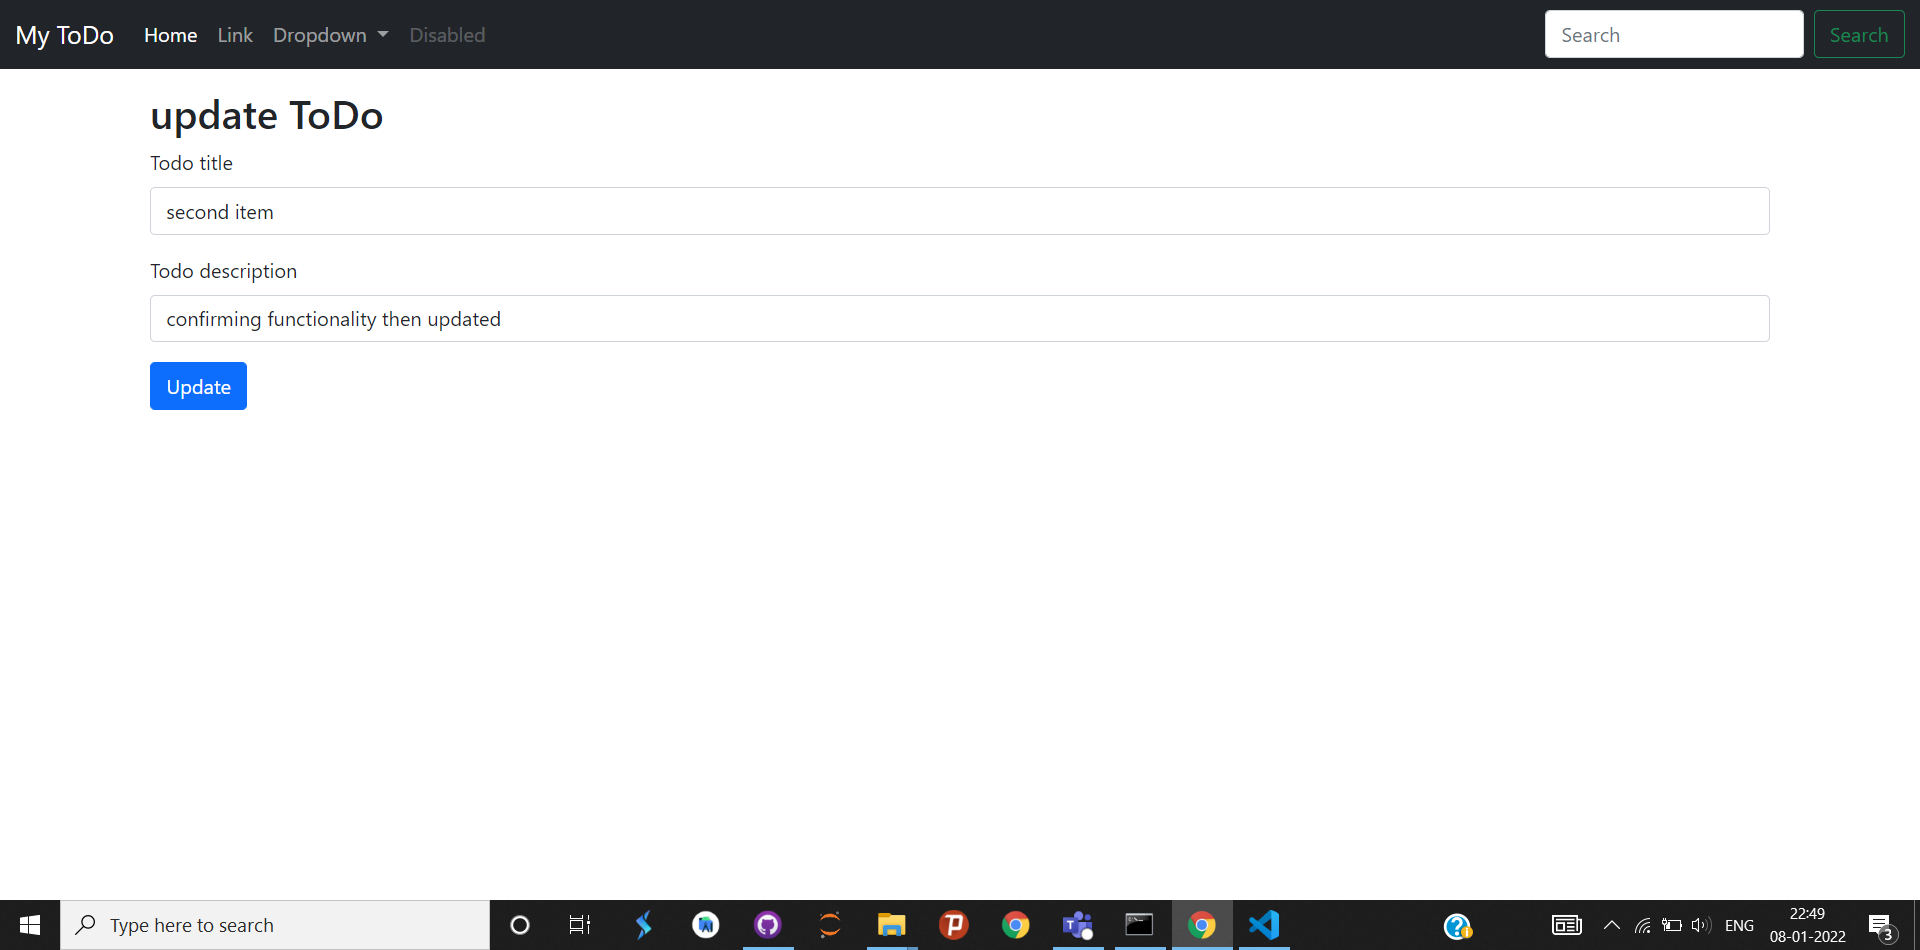 My ToDo Home Link Dropdown Disabled Search Search
update ToDo
Todo title
second item
Todo description
confirming functionality then updated
Update
Type here to search
ENG
22:49
08-01-2022
3